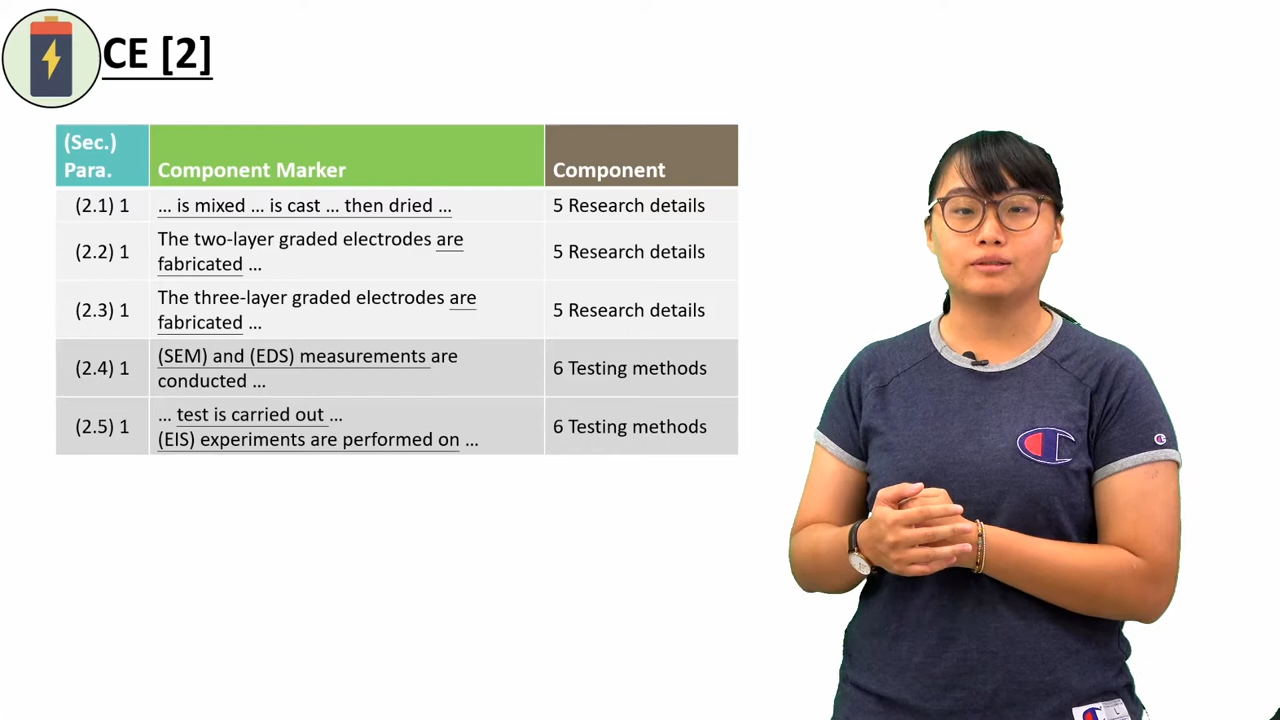 CE [2]
(Sec.)
Para.
Component Marker
Component
(2.1) 1
… is mixed … is cast … then dried …
5 Research details
(2.2) 1
The two-layer graded electrodes are
fabricated …
5 Research details
(2.3) 1
The three-layer graded electrodes are
fabricated …
5 Research details
(2.4) 1
(SEM) and (EDS) measurements are
conducted …
6 Testing methods
(2.5) 1
… test is carried out …
(EIS) experiments are performed on …
6 Testing methods
L